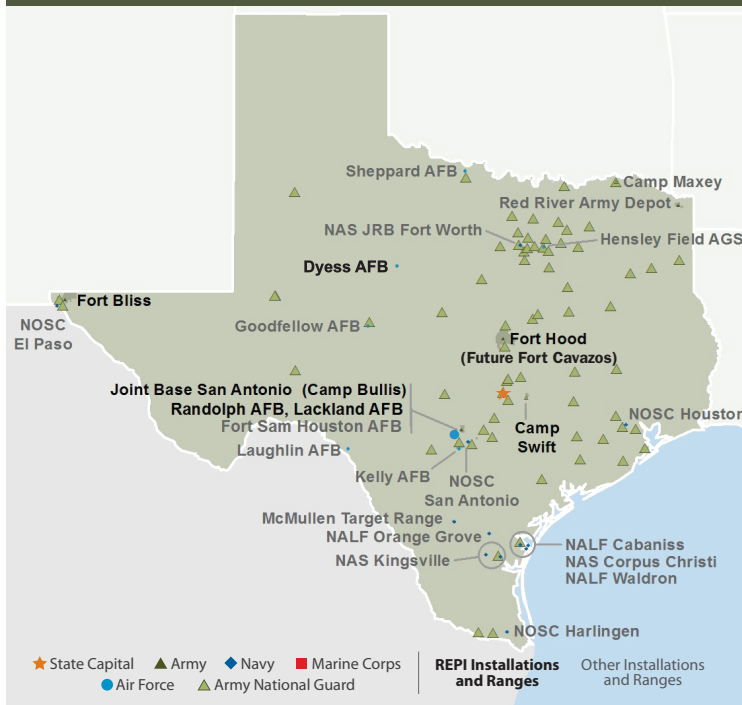 Sheppard AFB
Camp Maxey
Red River Army Depot
NAS JRB Fort Worth
Hensley Field AGS
Dyess AFB
Fort Bliss
NOSC
El Paso
Goodfellow AFB
Fort Hood
(Future Fort Cavazos)
Joint Base San Antonio (Camp Bullis)
Randolph AFB, Lackland AFB
Fort Sam Houston AFB
NOSC Houston
Camp
Swift
Laughlin AFB
Kelly AFB
NOSC
San Antonio
McMullen Target Range
NALF Orange Grove
NAS Kingsville
NALF Cabaniss
NAS Corpus Christi
NALF Waldron
NOSC Harlingen
State Capital Army Navy Marine Corps
Air Force Army National Guard
REPI Installations
and Ranges
Other Installations
and Ranges